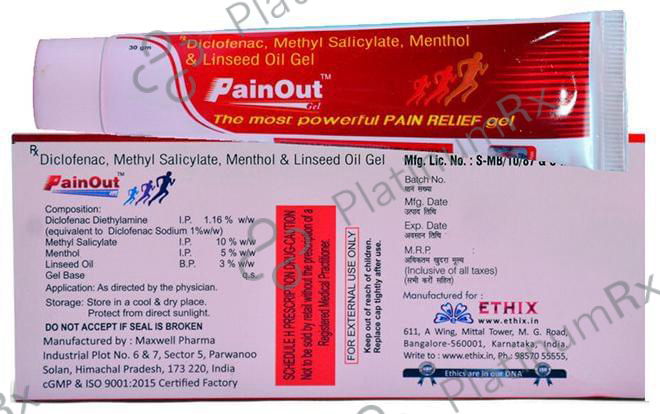 30 gm
Rx Diclofenac, Methyl Salicylate, Menthol
& Linseed Oil Gel
PainOut™
Gel
The most powerful PAIN RELIEF gel
Rx Diclofenac, Methyl Salicylate, Menthol & Linseed Oil Gel
PainOut™
Composition:
Diclofenac Diethylamine I.P. 1.16 % w/w
(equivalent to Diclofenac Sodium 1%w/w)
Methyl Salicylate I.P. 10 % w/w
Menthol I.P. 5 % w/w
Linseed Oil B.P. 3 % w/w
Gel Base q.s.
Application: As directed by the physician.
Storage: Store in a cool & dry place.
Protect from direct sunlight.
DO NOT ACCEPT IF SEAL IS BROKEN
Manufactured by : Maxwell Pharma
Industrial Plot No. 6 & 7, Sector 5, Parwanoo
Solan, Himachal Pradesh, 173 220, India
cGMP & ISO 9001:2015 Certified Factory
SCHEDULE H PRESCRIPTION DRUG-CAUTION
Not to be sold by retail without the prescription of a
Registered Medical Practitioner.
FOR EXTERNAL USE ONLY
Keep out of reach of children.
Replace cap tightly after use.
Mfg. Lic. No. : S-MB/10/87 &
Batch No.
घान संख्या
Mfg. Date
उत्पाद तिथि
Exp. Date
अवसान तिथि
M.R.P.
अधिकतम खुदरा मूल्य
(Inclusive of all taxes)
(सभी करों सहित)
Manufactured for :
ETHIX
www.ethix.in
611, A Wing, Mittal Tower, M. G. Road,
Bangalore-560001, Karnataka, India.
Write to : www.ethix.in, Ph.: 98570 55555,
Ethics are in our DNA
PlatinumRx
PlatinumRx
PlatinumRx